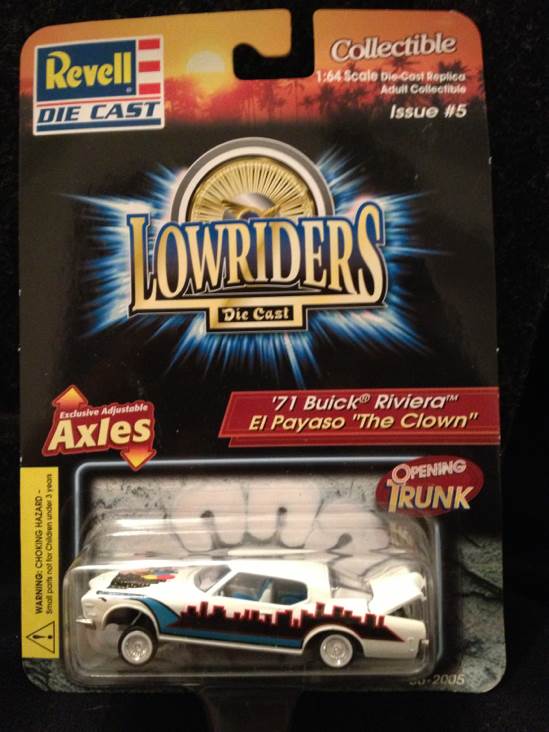 Revell
DIE CAST
Collectible
1:64 Scale Die-Cast Replica
Adult Collectible
Issue #5
LOWRIDERS
Die Cast
Exclusive Adjustable
Axles
'71 Buick® Riviera™
El Payaso "The Clown"
OPENING
TRUNK
WARNING: CHOKING HAZARD –
Small parts not for Children under 3 years
2005